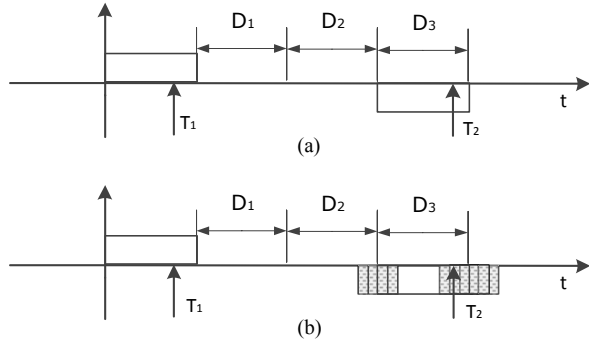 D₁ D₂ D₃
t
T₁ T₂
(a)
D₁ D₂ D₃
t
T₁ T₂
(b)